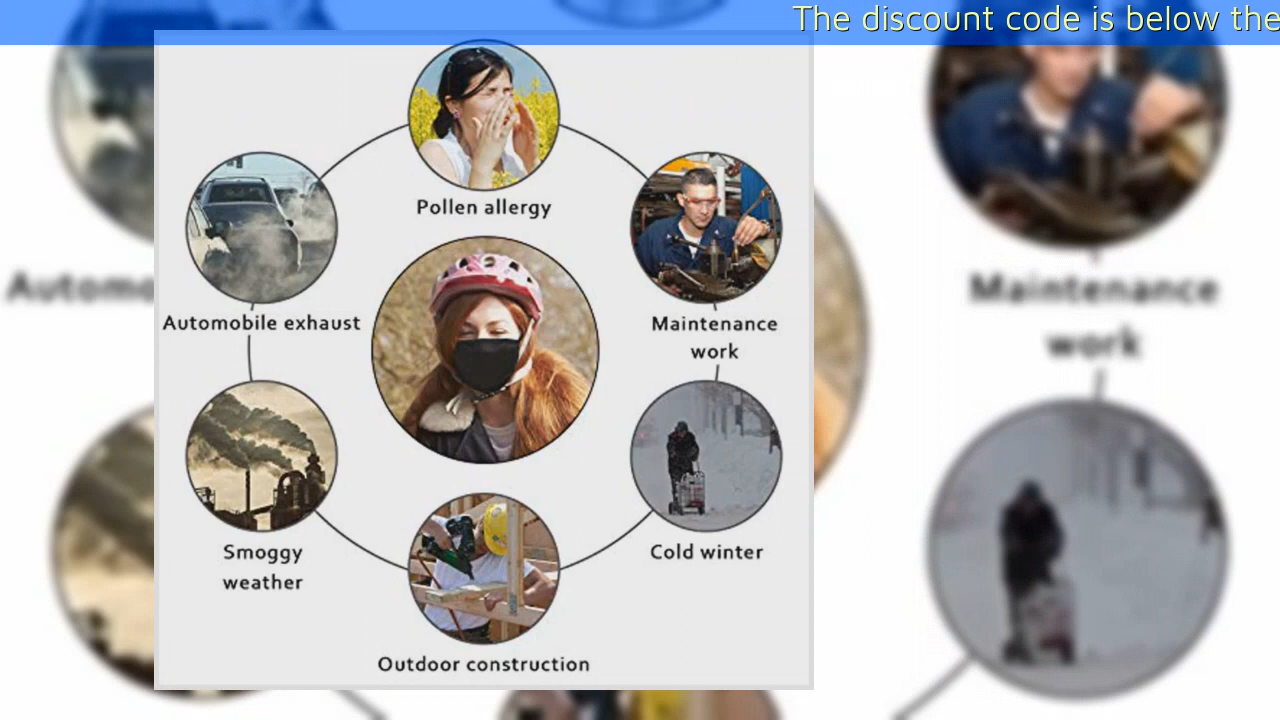 The discount code is below the
Pollen allergy
Automobile exhaust
Maintenance
work
Smoggy
weather
Cold winter
Outdoor construction
Maintenance
work